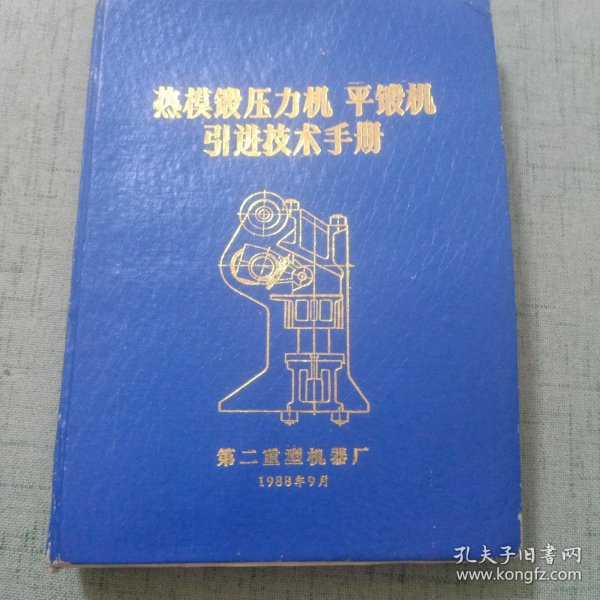 热模锻压力机 平锻机
引进技术手册
第二重型机器厂
1988年9月
孔夫子旧书网
www.kongfz.com